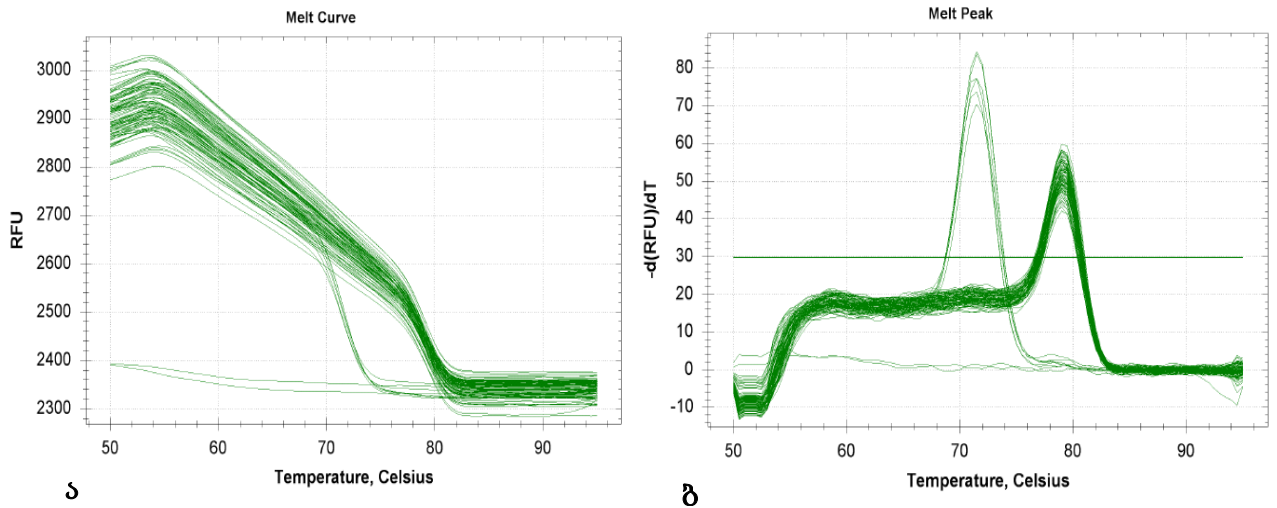 Melt Curve
RFU
3000
2900
2800
2700
2600
2500
2400
2300
50 60 70 80 90
Temperature, Celsius
ა
Melt Peak
-d(RFU)/dT
80
70
60
50
40
30
20
10
0
-10
50 60 70 80 90
Temperature, Celsius
ბ